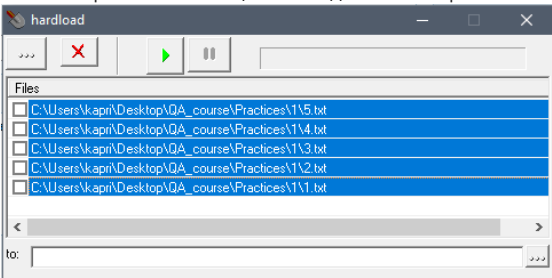 hardload
...
Files
C:\Users\kapri\Desktop\QA_course\Practices\1\5.txt
C:\Users\kapri\Desktop\QA_course\Practices\1\4.txt
C:\Users\kapri\Desktop\QA_course\Practices\1\3.txt
C:\Users\kapri\Desktop\QA_course\Practices\1\2.txt
C:\Users\kapri\Desktop\QA_course\Practices\1\1.txt
to: ...